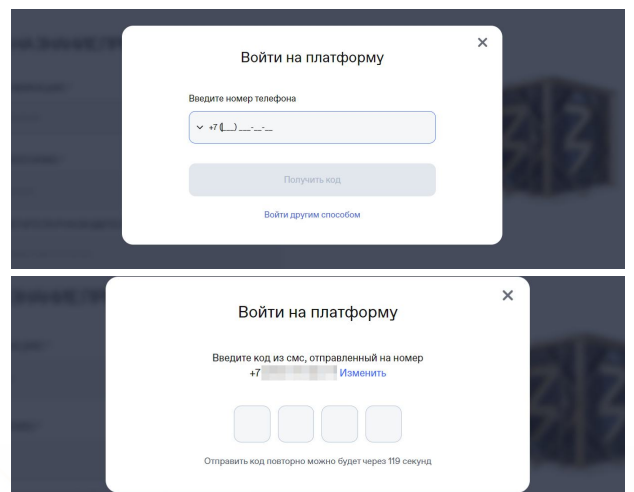 Войти на платформу
Введите номер телефона
+7 (___) ___-__-__
Получить код
Войти другим способом
Войти на платформу
Введите код из смс, отправленный на номер
+7 Изменить
Отправить код повторно можно будет через 119 секунд